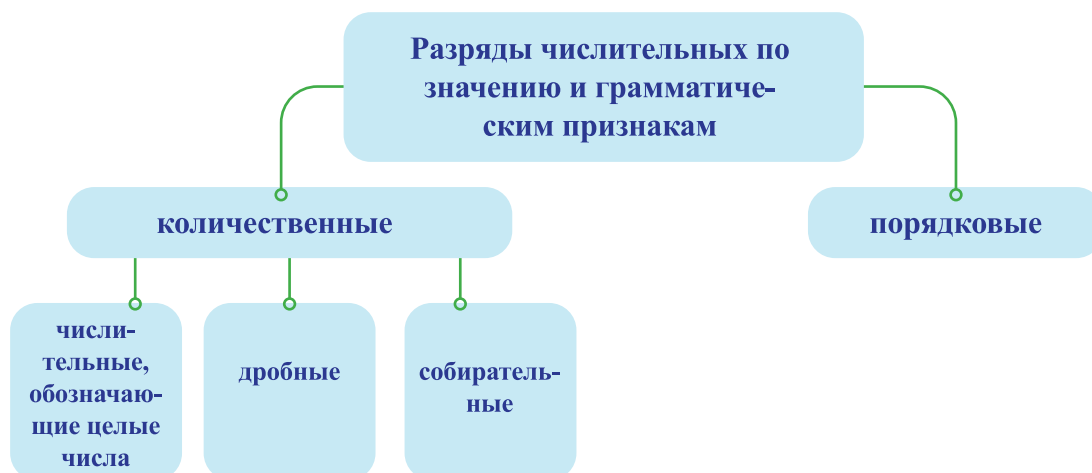 Разряды числительных по
значению и грамматиче-
ским признакам
количественные
порядковые
числи-
тельные,
обозначаю-
щие целые
числа
дробные
собиратель-
ные